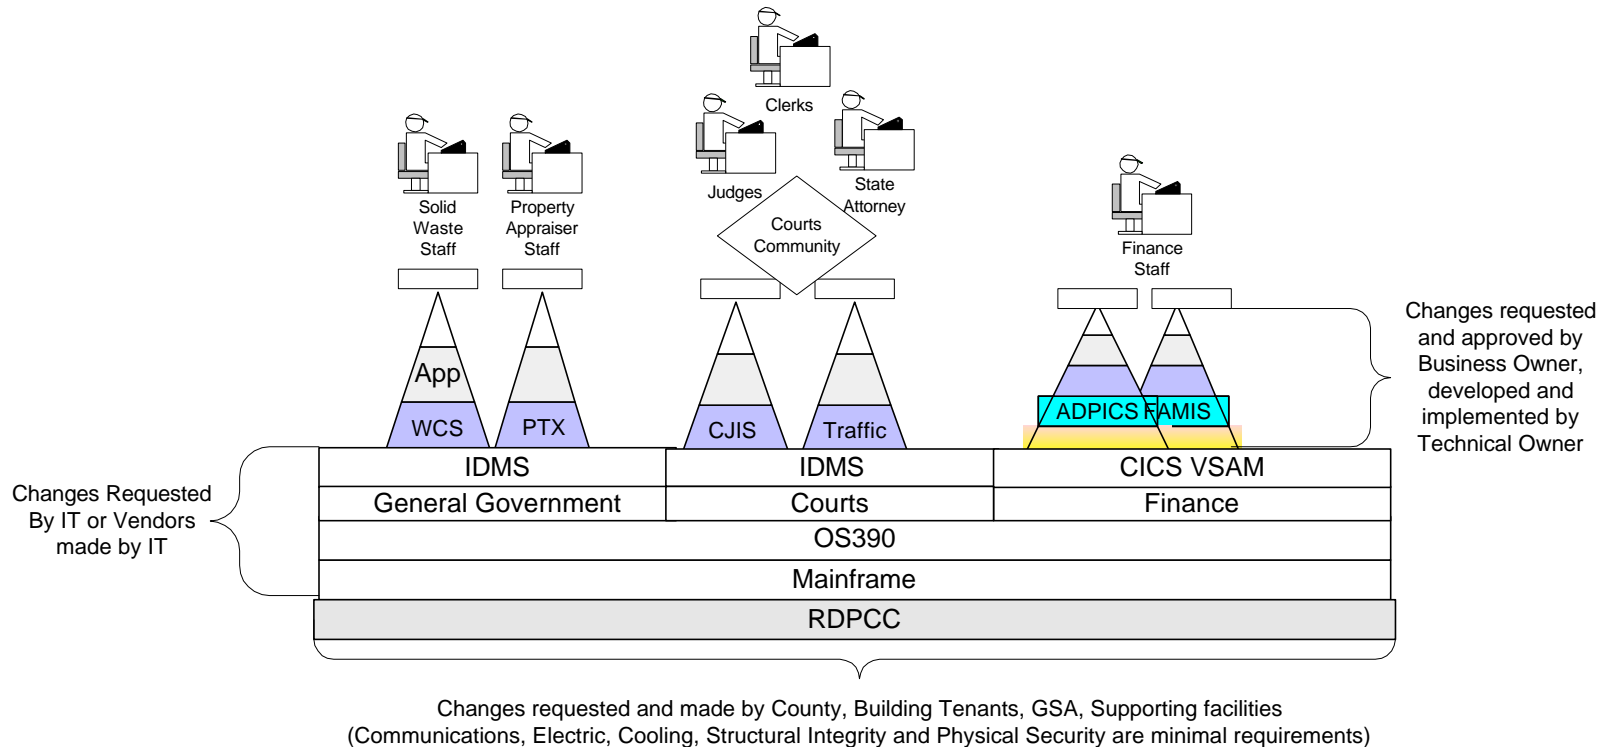 Clerks
Judges
State
Attorney
Solid
Waste
Staff
Property
Appraiser
Staff
Courts
Community
Finance
Staff
Changes requested
and approved by
Business Owner,
developed and
implemented by
Technical Owner
App
WCS
PTX
CJIS
Traffic
ADPICS
FAMIS
IDMS
IDMS
CICS VSAM
General Government
Courts
Finance
Changes Requested
By IT or Vendors
made by IT
OS390
Mainframe
RDPCC
Changes requested and made by County, Building Tenants, GSA, Supporting facilities
(Communications, Electric, Cooling, Structural Integrity and Physical Security are minimal requirements)